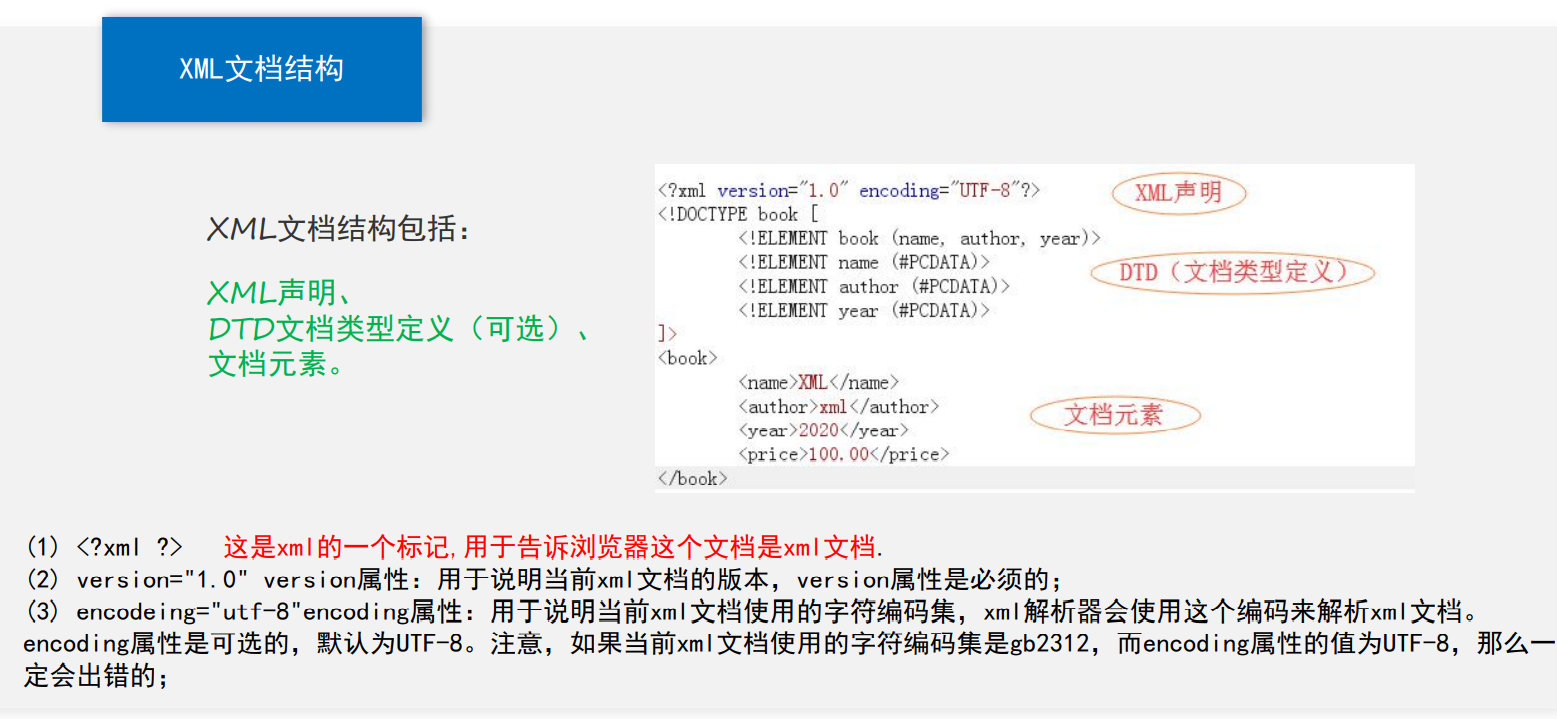 XML文档结构
XML文档结构包括：
XML声明、
DTD文档类型定义（可选）、
文档元素。
<?xml version="1.0" encoding="UTF-8"?>
XML声明
<!DOCTYPE book [
<!ELEMENT book (name, author, year)>
<!ELEMENT name (#PCDATA)>
DTD（文档类型定义）
<!ELEMENT author (#PCDATA)>
<!ELEMENT year (#PCDATA)>
]>
<book>
<name>XML</name>
<author>xml</author>
文档元素
<year>2020</year>
<price>100.00</price>
</book>
(1) <?xml ?> 这是xml的一个标记,用于告诉浏览器这个文档是xml文档.
(2) version="1.0" version属性：用于说明当前xml文档的版本，version属性是必须的；
(3) encodeing="utf-8"encoding属性：用于说明当前xml文档使用的字符编码集，xml解析器会使用这个编码来解析xml文档。
encoding属性是可选的，默认为UTF-8。注意，如果当前xml文档使用的字符编码集是gb2312，而encoding属性的值为UTF-8，那么一
定会出错的；